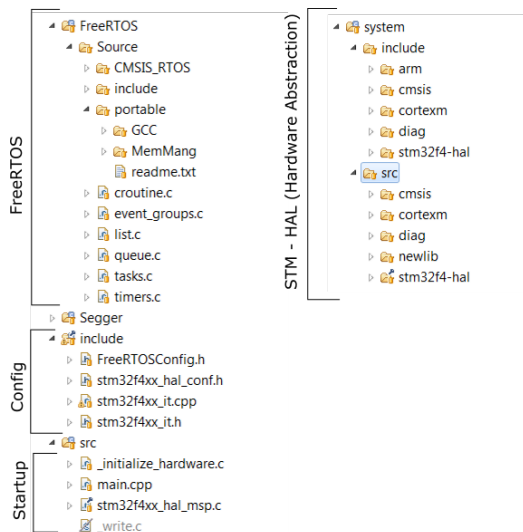 FreeRTOS
FreeRTOS
Source
CMSIS_RTOS
include
portable
GCC
MemMang
readme.txt
croutine.c
event_groups.c
list.c
queue.c
tasks.c
timers.c
Segger
Config
include
FreeRTOSConfig.h
stm32f4xx_hal_conf.h
stm32f4xx_it.cpp
stm32f4xx_it.h
Startup
src
_initialize_hardware.c
main.cpp
stm32f4xx_hal_msp.c
_write.c
STM - HAL (Hardware Abstraction)
system
include
arm
cmsis
cortexm
diag
stm32f4-hal
src
cmsis
cortexm
diag
newlib
stm32f4-hal